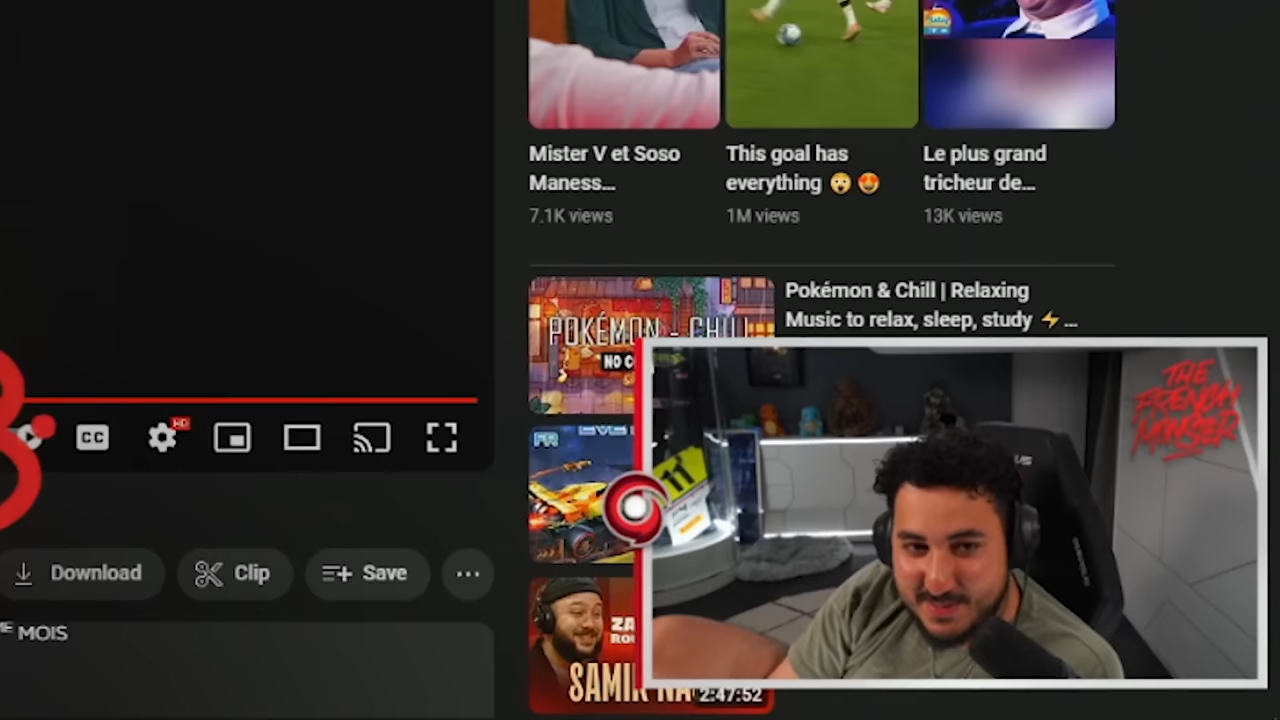 Mister V et Soso
Maness...
7.1K views
This goal has
everything 😯 🤩
1M views
Le plus grand
tricheur de...
13K views
POKÉMON - CHILL
NO C
Pokémon & Chill | Relaxing
Music to relax, sleep, study ⚡ ...
CC
HD
FR
11
THE
FRENCH
MONSTER
Download
Clip
Save
...
MOIS
ZA
ROU
SAMIR NA
2:47:52